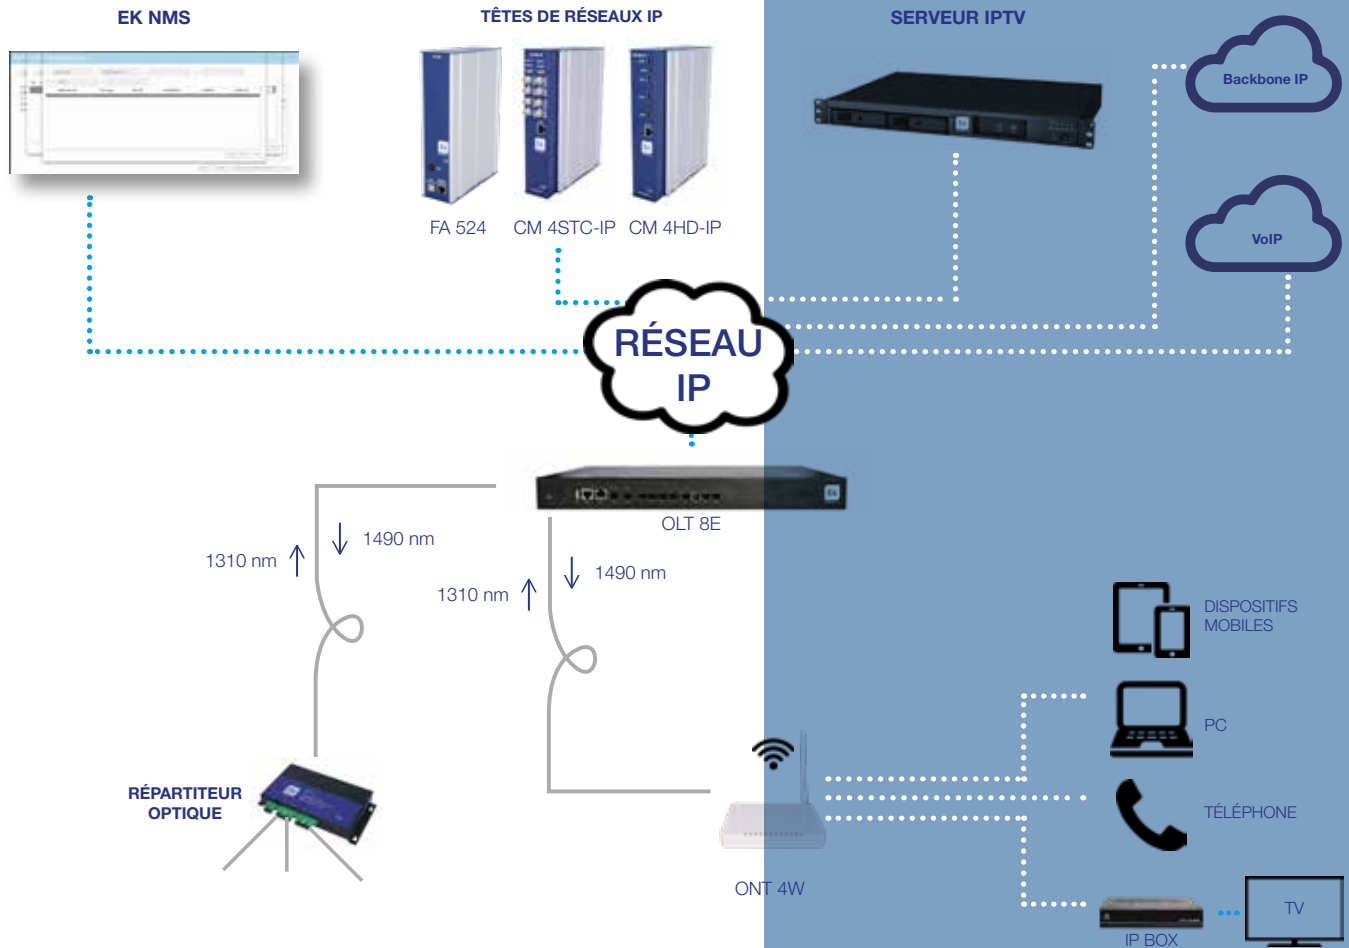 EK NMS
TÊTES DE RÉSEAUX IP
SERVEUR IPTV
Backbone IP
FA 524
CM 4STC-IP
CM 4HD-IP
VoIP
RÉSEAU
IP
OLT 8E
1310 nm
1490 nm
1310 nm
1490 nm
DISPOSITIFS
MOBILES
PC
RÉPARTITEUR
OPTIQUE
TÉLÉPHONE
ONT 4W
IP BOX
TV